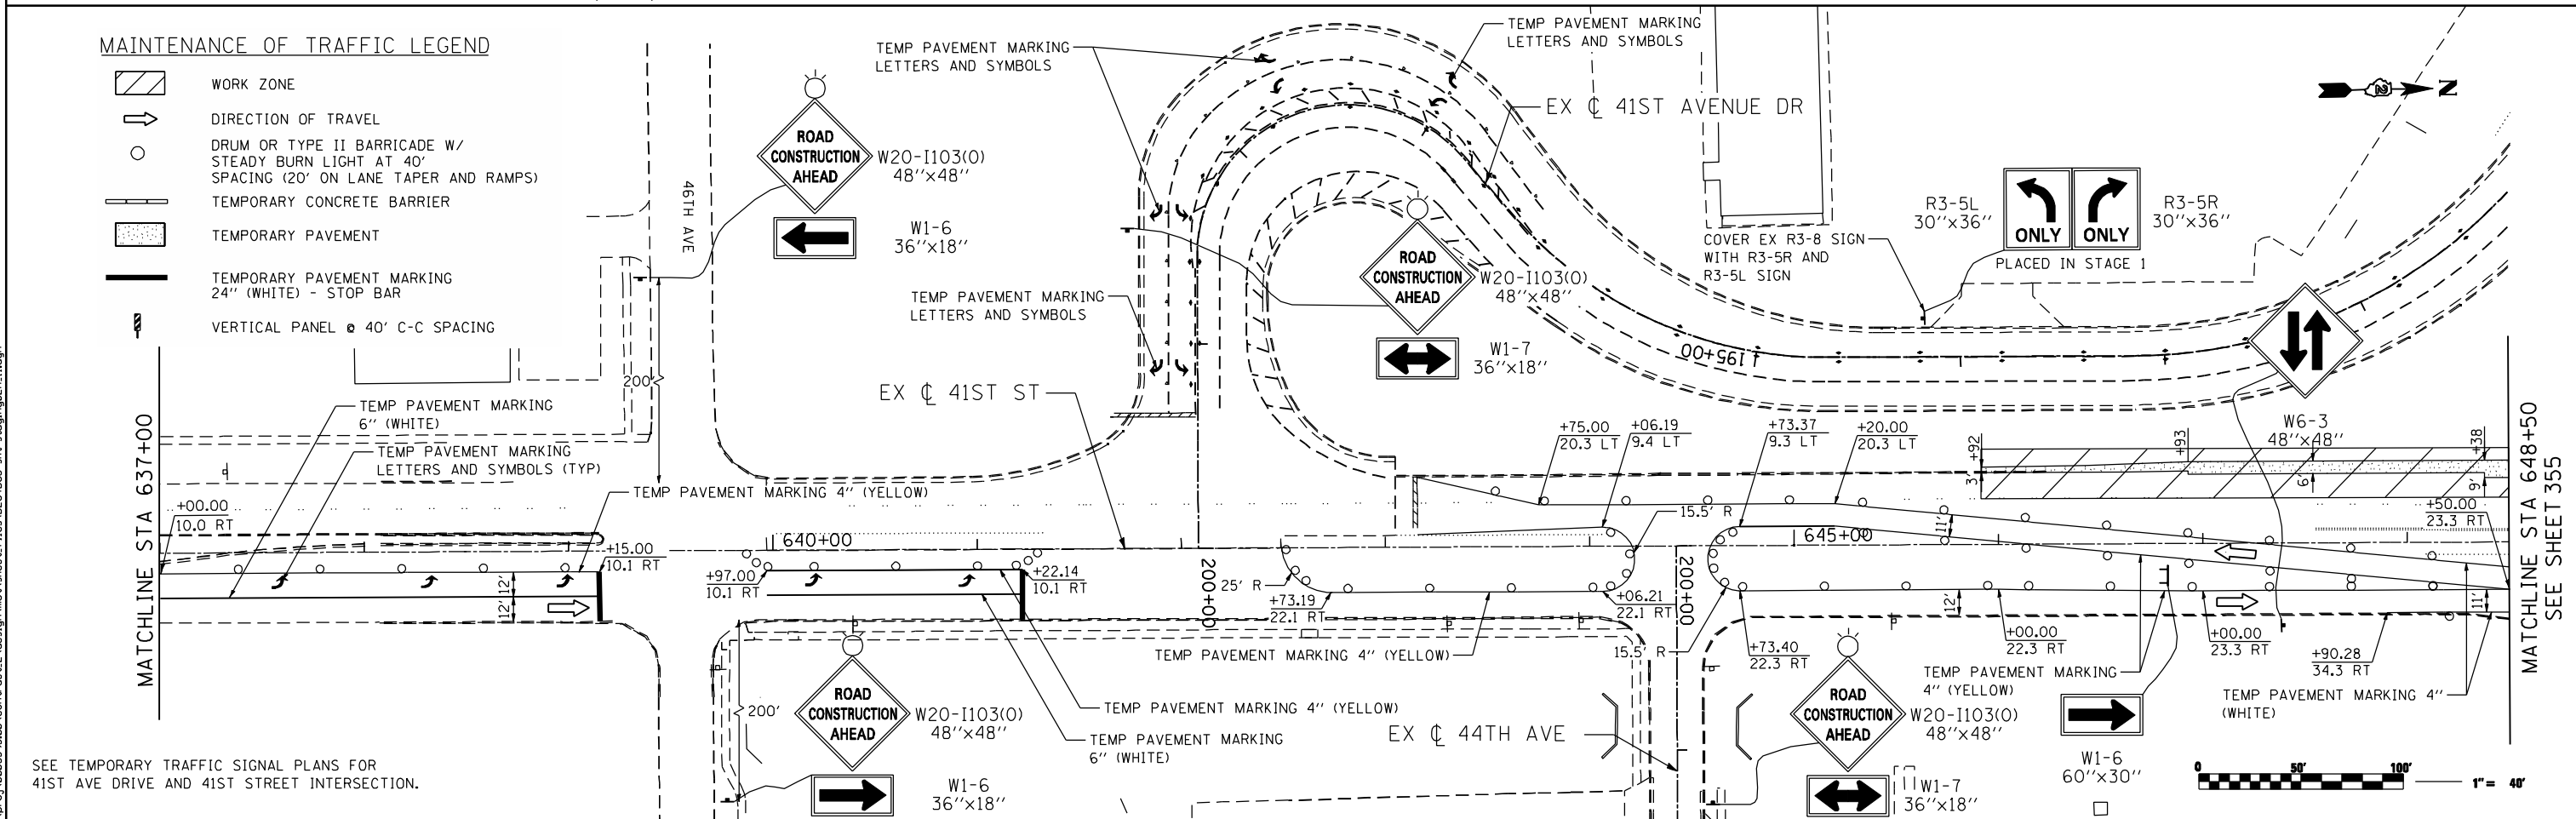 MAINTENANCE OF TRAFFIC LEGEND
WORK ZONE
DIRECTION OF TRAVEL
DRUM OR TYPE II BARRICADE W/
STEADY BURN LIGHT AT 40'
SPACING (20' ON LANE TAPER AND RAMPS)
TEMPORARY CONCRETE BARRIER
TEMPORARY PAVEMENT
TEMPORARY PAVEMENT MARKING
24" (WHITE) - STOP BAR
VERTICAL PANEL @ 40' C-C SPACING
46TH AVE
ROAD
CONSTRUCTION
AHEAD
W20-I103(O)
48"x48"
W1-6
36"x18"
TEMP PAVEMENT MARKING
LETTERS AND SYMBOLS
TEMP PAVEMENT MARKING
LETTERS AND SYMBOLS
EX ℄ 41ST AVENUE DR
TEMP PAVEMENT MARKING
LETTERS AND SYMBOLS
ROAD
CONSTRUCTION
AHEAD
W20-I103(O)
48"x48"
W1-7
36"x18"
N
R3-5L
30"x36"
ONLY
ONLY
R3-5R
30"x36"
PLACED IN STAGE 1
COVER EX R3-8 SIGN
WITH R3-5R AND
R3-5L SIGN
195+00
W6-3
48"x48"
EX ℄ 41ST ST
200'
MATCHLINE STA 637+00
TEMP PAVEMENT MARKING
6" (WHITE)
TEMP PAVEMENT MARKING
LETTERS AND SYMBOLS (TYP)
TEMP PAVEMENT MARKING 4" (YELLOW)
+00.00
10.0 RT
12'
12'
+15.00
10.1 RT
640+00
+97.00
10.1 RT
+22.14
10.1 RT
200+00
25' R
+73.19
22.1 RT
+75.00
20.3 LT
+06.19
9.4 LT
+73.37
9.3 LT
+20.00
20.3 LT
15.5' R
+06.21
22.1 RT
200+00
15.5' R
+73.40
22.3 RT
645+00
11'
12'
+92
3'
+93
6'
+38
9'
+50.00
23.3 RT
11'
+00.00
22.3 RT
+00.00
23.3 RT
+90.28
34.3 RT
MATCHLINE STA 648+50
SEE SHEET 355
TEMP PAVEMENT MARKING 4" (YELLOW)
TEMP PAVEMENT MARKING
4" (YELLOW)
TEMP PAVEMENT MARKING 4"
(WHITE)
200'
ROAD
CONSTRUCTION
AHEAD
W20-I103(O)
48"x48"
W1-6
36"x18"
TEMP PAVEMENT MARKING 4" (YELLOW)
TEMP PAVEMENT MARKING
6" (WHITE)
EX ℄ 44TH AVE
ROAD
CONSTRUCTION
AHEAD
W20-I103(O)
48"x48"
W1-7
36"x18"
W1-6
60"x30"
0 50' 100'
1" = 40'
SEE TEMPORARY TRAFFIC SIGNAL PLANS FOR
41ST AVE DRIVE AND 41ST STREET INTERSECTION.